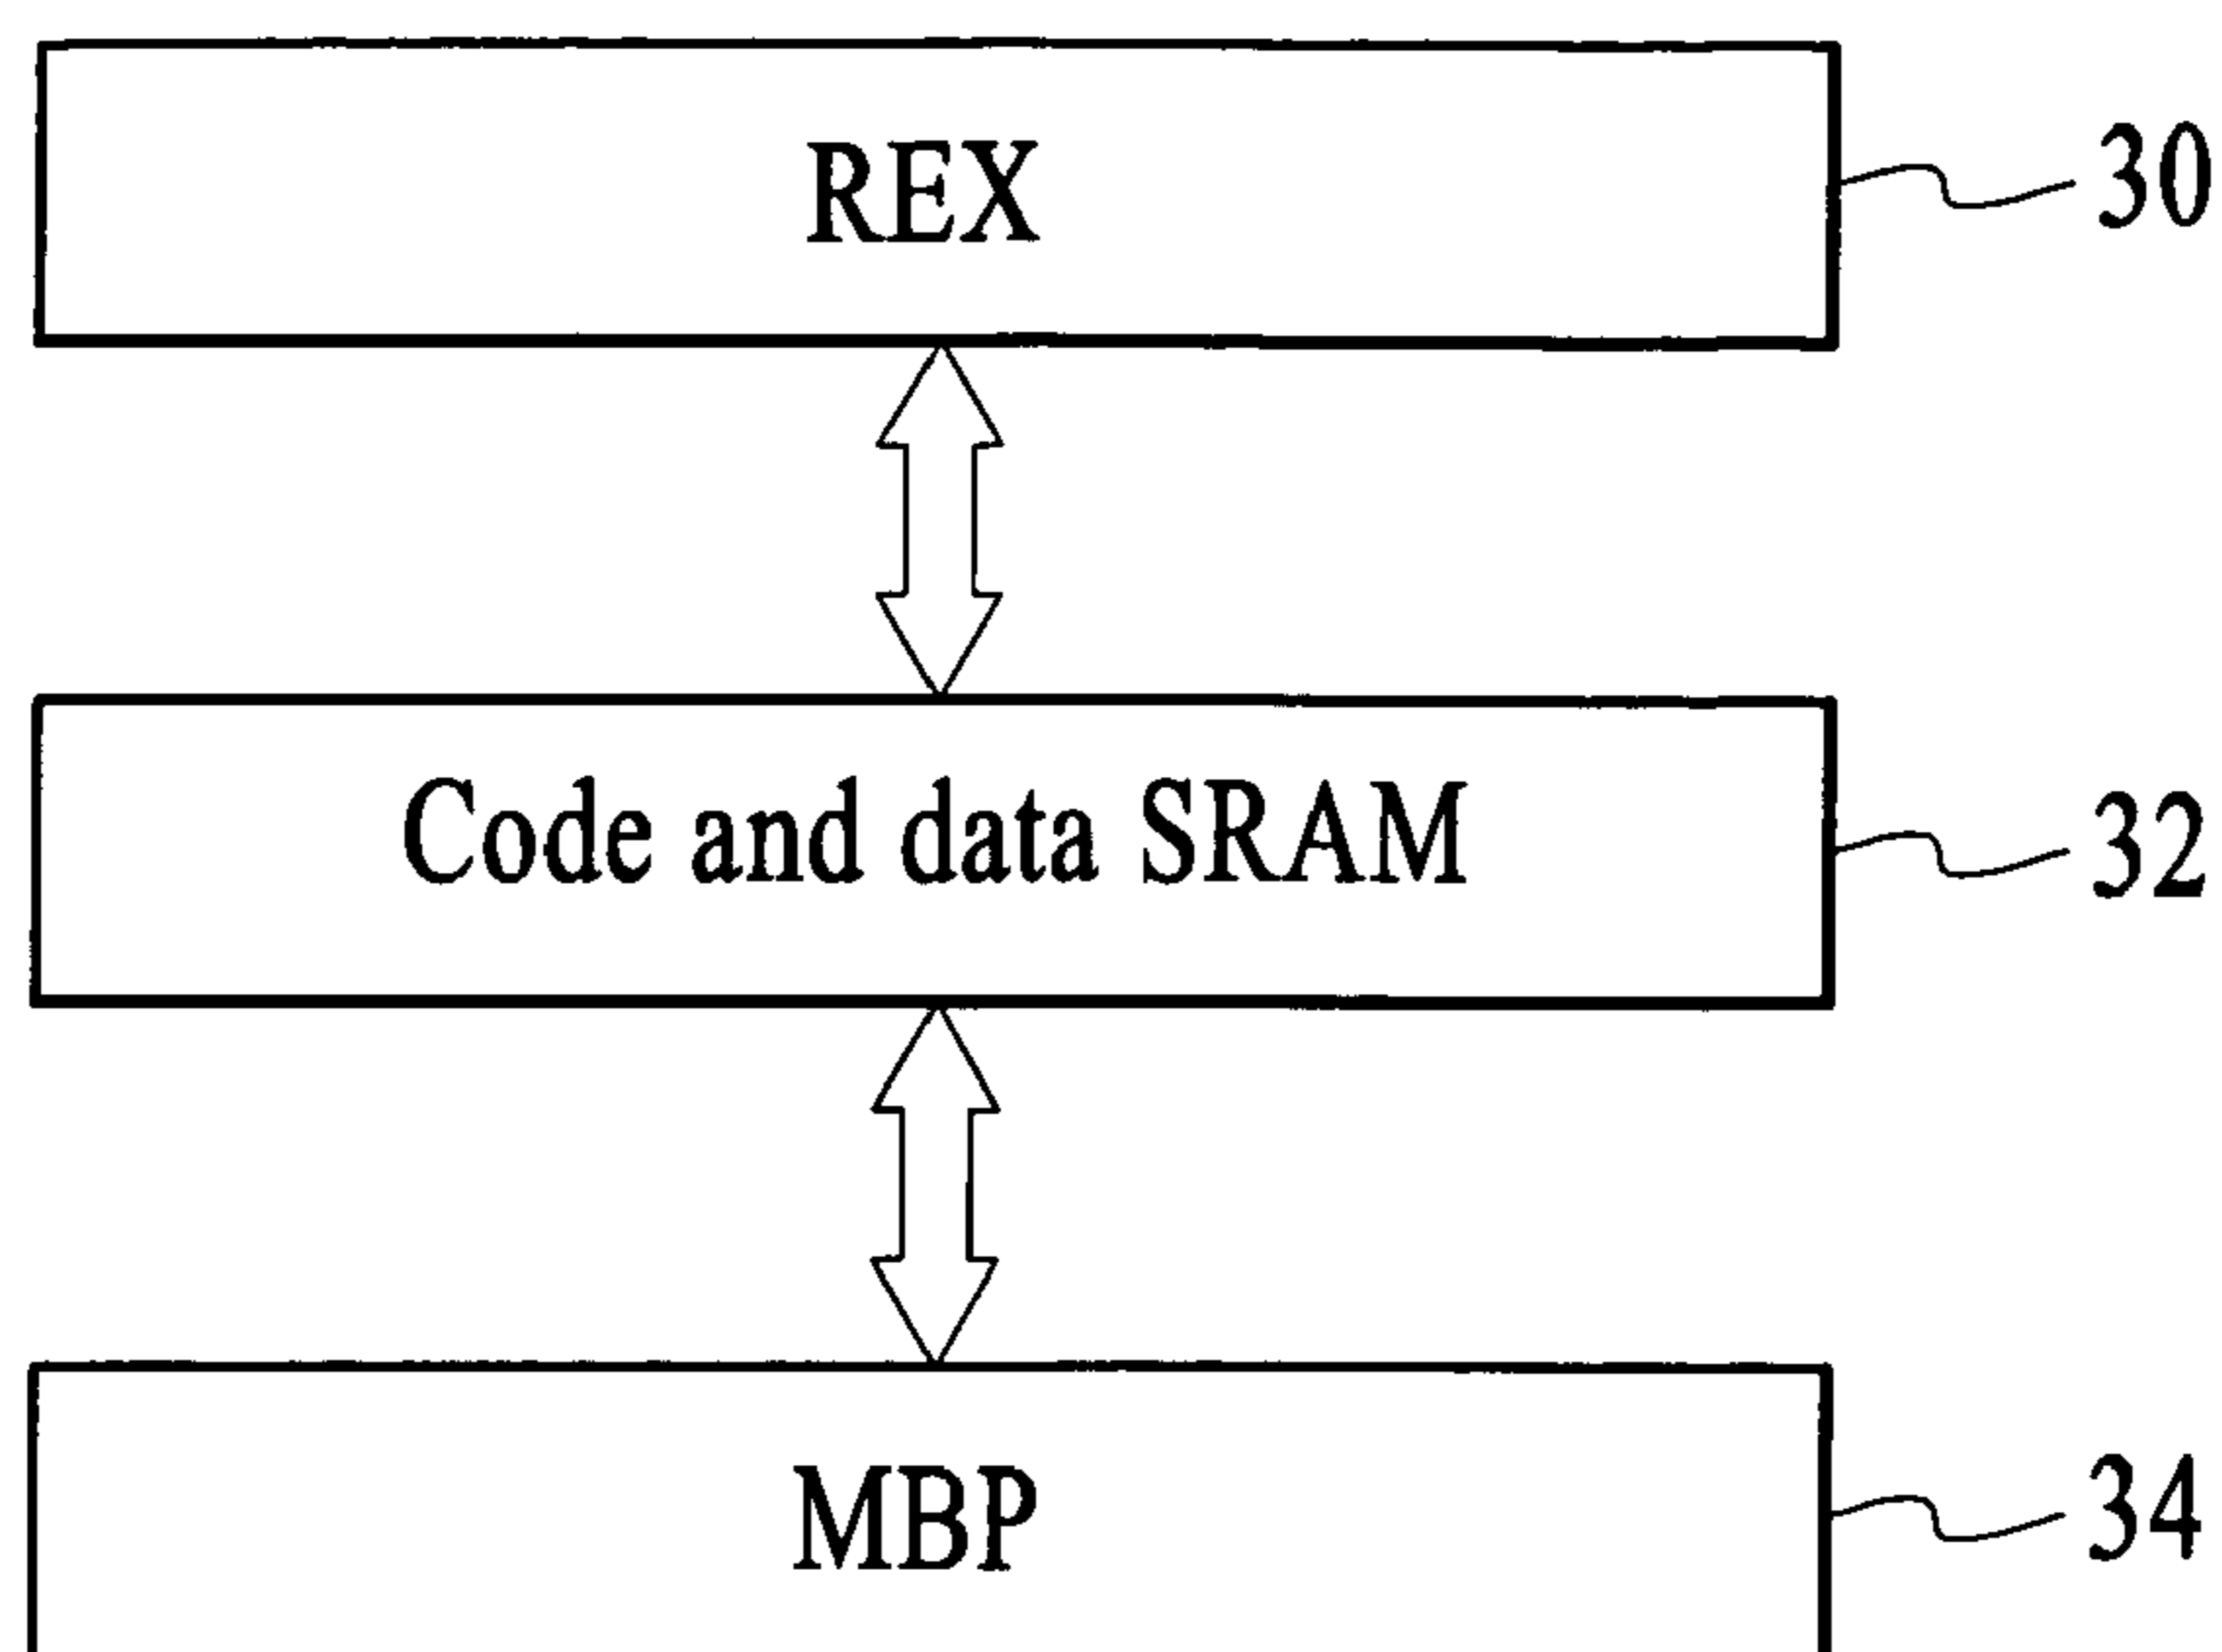 REX
30
Code and data SRAM
32
MBP
34